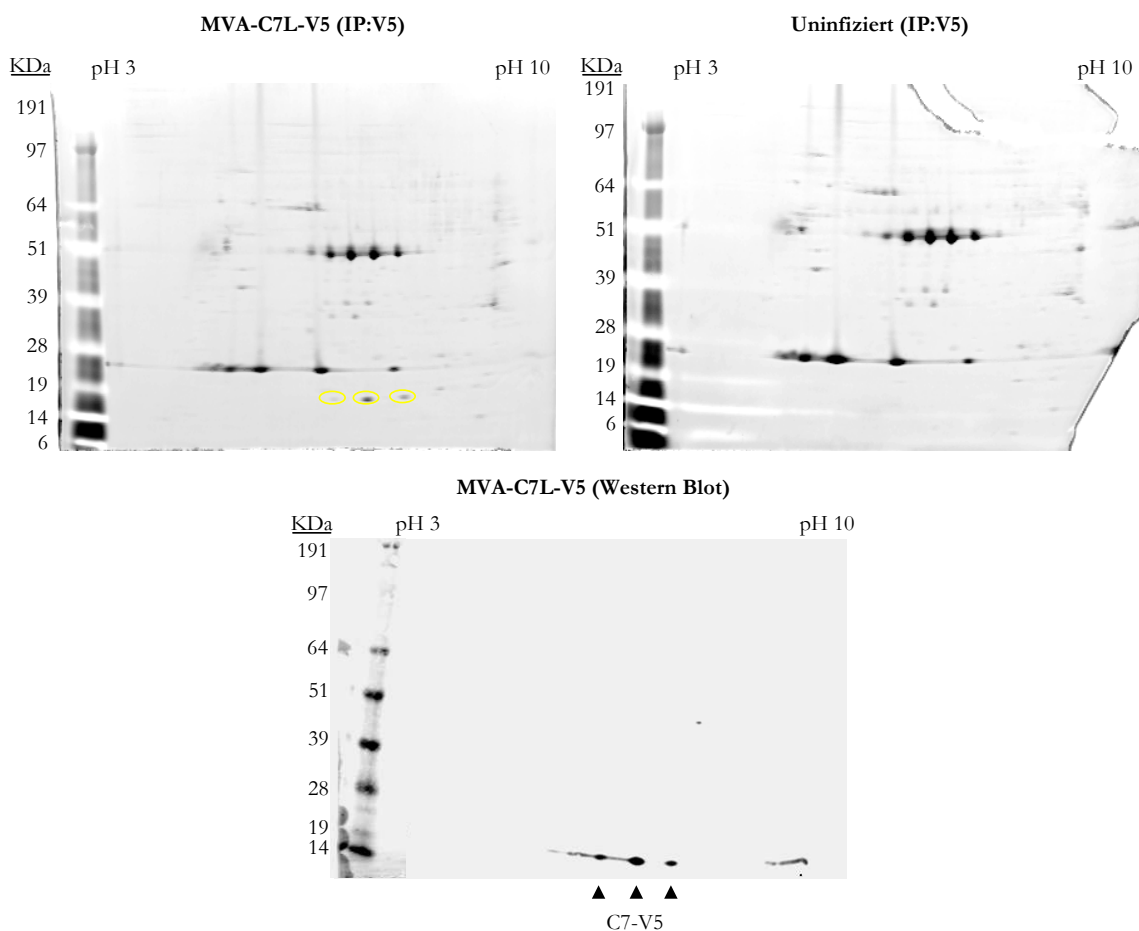 MVA-C7L-V5 (IP:V5)
KDa
pH 3
pH 10
191
97
64
51
39
28
19
14
6
Uninfiziert (IP:V5)
KDa
pH 3
pH 10
191
97
64
51
39
28
19
14
6
MVA-C7L-V5 (Western Blot)
KDa
pH 3
pH 10
191
97
64
51
39
28
19
14
C7-V5